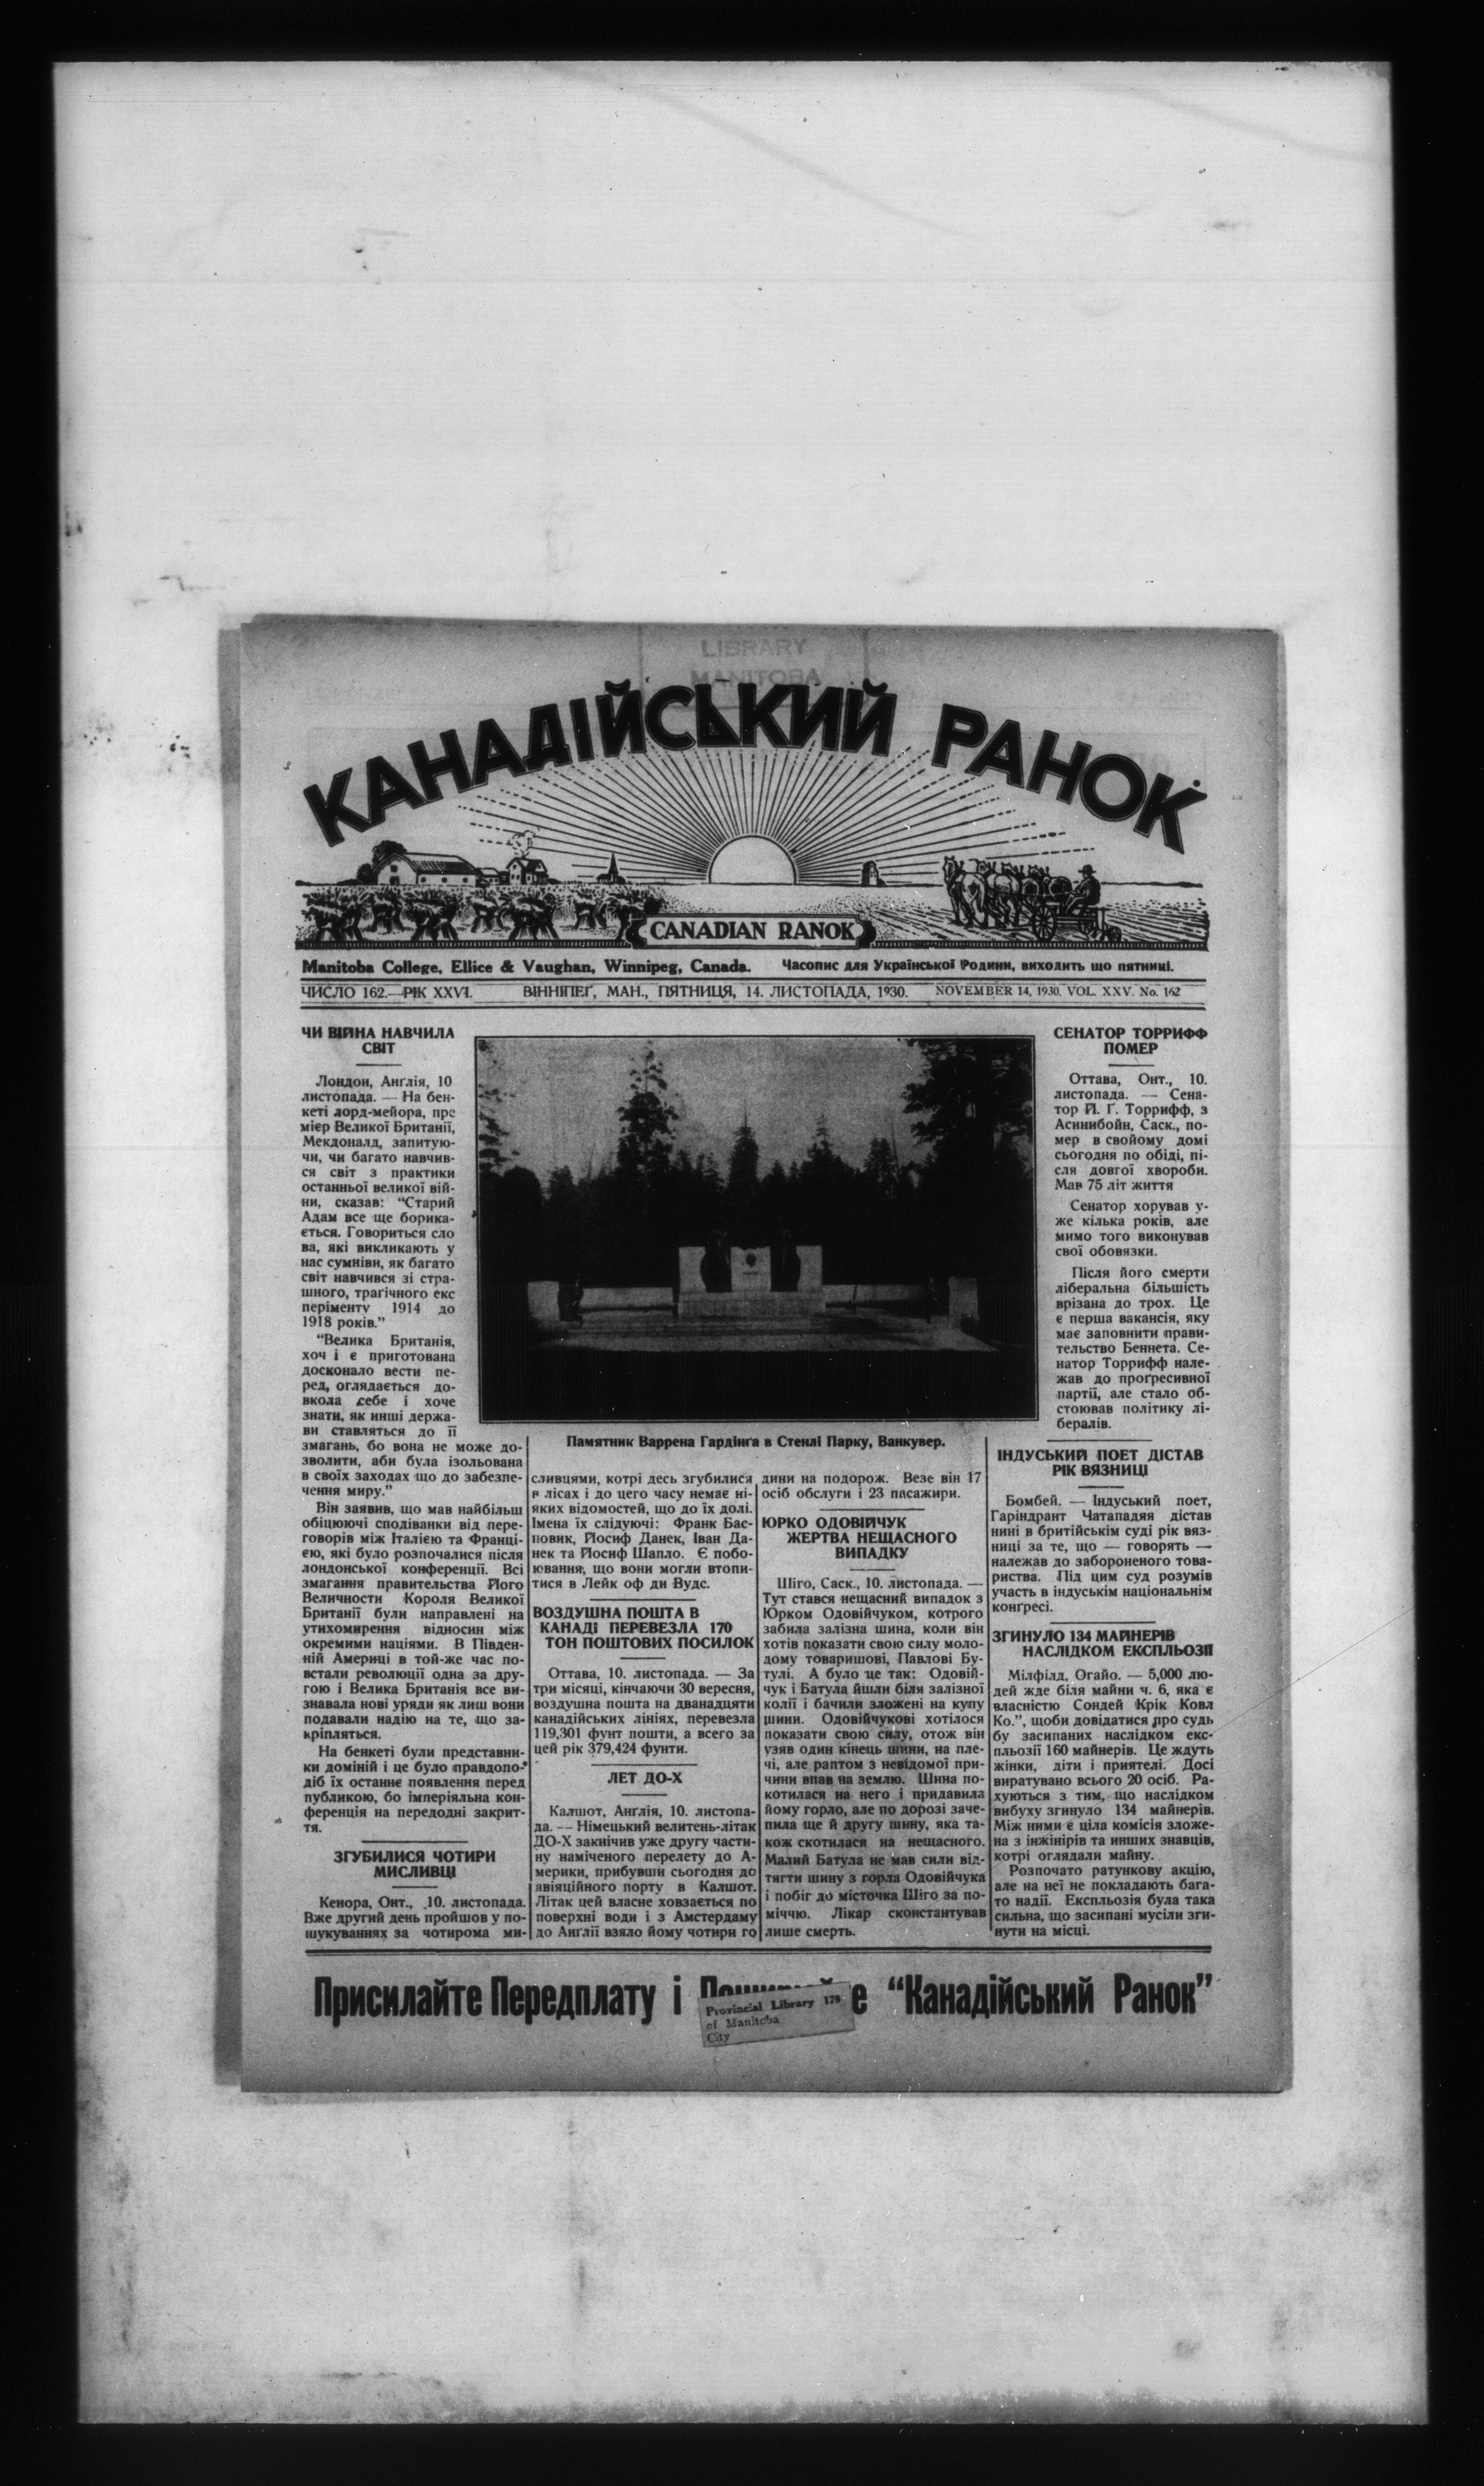 LIBRARY
MANITOBA
КАНАДІЙСЬКИЙ РАНОК
CANADIAN RANOK
Manitoba College, Ellice & Vaughan, Winnipeg, Canada. Часопис для Української Родини, виходить що пятниці.
ЧИСЛО 162.—РІК XXVI. ВІННІПЕҐ, МАН., ПЯТНИЦЯ, 14. ЛИСТОПАДА, 1930. NOVEMBER 14, 1930. VOL. XXV. No. 162
ЧИ ВІЙНА НАВЧИЛА
СВІТ
Лондон, Анґлія, 10
листопада. — На бен-
кеті лорд-мейора, пре
мієр Великої Британії,
Мекдоналд, запитую-
чи, чи багато навчив-
ся світ з практики
останньої великої вій-
ни, сказав: “Старий
Адам все ще борика-
ється. Говориться сло
ва, які викликають у
нас сумніви, як багато
світ навчився зі стра-
шного, траґічного екс
періменту 1914 до
1918 років.”
“Велика Британія,
хоч і є приготована
досконало вести пе-
ред, оглядається до-
вкола себе і хоче
знати, як инші держа-
ви ставляться до її
змагань, бо вона не може до-
зволити, аби була ізольована
в своїх заходах що до забезпе-
чення миру.”
Він заявив, що мав найбільш
обіцюючі сподіванки від пере-
говорів між Італією та Франці-
єю, які було розпочалися після
лондонської конференції. Всі
змагання правительства Його
Величности Короля Великої
Британії були направлені на
утихомирення відносин між
окремими націями. В Півден-
ній Америці в той-же час по-
встали революції одна за дру-
гою і Велика Британія все ви-
знавала нові уряди як лиш вони
подавали надію на те, що за-
кріпляться.
На бенкеті були представни-
ки домінїй і це було правдопо-
діб їх останнє появлення перед
публикою, бо імперіяльна кон-
ференція на передодні закрит-
тя.
ЗГУБИЛИСЯ ЧОТИРИ
МИСЛИВЦІ
Кенора, Онт., 10. листопада.
Вже другий день пройшов у по-
шукуваннях за чотирома ми-
Памятник Варрена Гардінґа в Стенлі Парку, Ванкувер.
сливцями, котрі десь згубилися
в лісах і до цего часу немає ні-
яких відомостей, що до їх долі.
Імена їх слідуючі: Франк Бас-
новик, Йосиф Данек, Іван Да-
нек та Йосиф Шапло. Є побо-
ювання, що вони могли втопи-
тися в Лейк оф ди Вудс.
ВОЗДУШНА ПОШТА В
КАНАДІ ПЕРЕВЕЗЛА 170
ТОН ПОШТОВИХ ПОСИЛОК
Оттава, 10. листопада. — За
три місяці, кінчаючи 30 вересня,
воздушна пошта на дванадцяти
канадійських лініях, перевезла
119,301 фунт пошти, а всего за
цей рік 379,424 фунти.
ЛЕТ ДО-Х
Калшот, Анґлія, 10. листопа-
да. — Німецький велитень-літак
ДО-Х закінчив уже другу части-
ну наміченого перелету до А-
мерики, прибувши сьогодня до
авіяційного порту в Калшот.
Літак цей власне ховзається по
поверхні води і з Амстердаму
до Анґлії взяло йому чотири го
дини на подорож. Везе він 17
осіб обслуги і 23 пасажири.
ЮРКО ОДОВІЙЧУК
ЖЕРТВА НЕЩАСНОГО
ВИПАДКУ
Шіго, Саск., 10. листопада. —
Тут стався нещасний випадок з
Юрком Одовійчуком, котрого
забила залізна шина, коли він
хотів показати свою силу моло-
дому товаришові, Павлові Бу-
тулі. А було це так: Одовій-
чук і Батула йшли біля залізної
колії і бачили зложені на купу
шини. Одовійчукові хотілося
показати свою силу, отож він
узяв один кінець шини, на пле-
чі, але раптом з невідомої при-
чини впав на землю. Шина по-
котилася на него і придавила
йому горло, але по дорозі заче-
пила ще й другу шину, яка та-
кож скотилася на нещасного.
Малий Батула не мав сили від-
тягти шину з горла Одовійчука
і побіг до місточка Шіго за по-
міччю. Лікар сконстантував
лише смерть.
СЕНАТОР ТОРРИФФ
ПОМЕР
Оттава, Онт., 10.
листопада. — Сена-
тор Й. Ґ. Торрифф, з
Асинибойн, Саск., по-
мер в свойому домі
сьогодня по обіді, пі-
сля довгої хвороби.
Мав 75 літ життя
Сенатор хорував у-
же кілька років, але
мимо того виконував
свої обовязки.
Після його смерти
ліберальна більшість
врізана до трох. Це
є перша вакансія, яку
має заповнити прави-
тельство Беннета. Се-
натор Торрифф нале-
жав до проґресивної
партії, але стало об-
стоював політику лі-
бералів.
ІНДУСЬКИЙ ПОЕТ ДІСТАВ
РІК ВЯЗНИЦІ
Бомбей. — Індуський поет,
Гаріндрант Чатападяя дістав
нині в бритійськім суді рік вяз-
ниці за те, що — говорять —
належав до забороненого това-
риства. Під цим суд розумів
участь в індуськім національнім
конґресі.
ЗГИНУЛО 134 МАЙНЕРІВ
НАСЛІДКОМ ЕКСПЛЬОЗІЇ
Мілфілд, Огайо. — 5,000 лю-
дей жде біля майни ч. 6, яка є
власністю Сондей Крік Ковл
Ко.”, щоби довідатися про судь
бу засипаних наслідком екс-
пльозії 160 майнерів. Це ждуть
жінки, діти і приятелі. Досі
виратувано всього 20 осіб. Ра-
хуються з тим, що наслідком
вибуху згинуло 134 майнерів.
Між ними є ціла комісія зложе-
на з інжінірів та инших знавців,
котрі оглядали майну.
Розпочато ратункову акцію,
але на неї не покладають бага-
то надії. Експльозія була така
сильна, що засипані мусіли зги-
нути на місці.
Присилайте Передплату і “Канадійський Ранок”
Provincial Library 179
of Manitoba
City